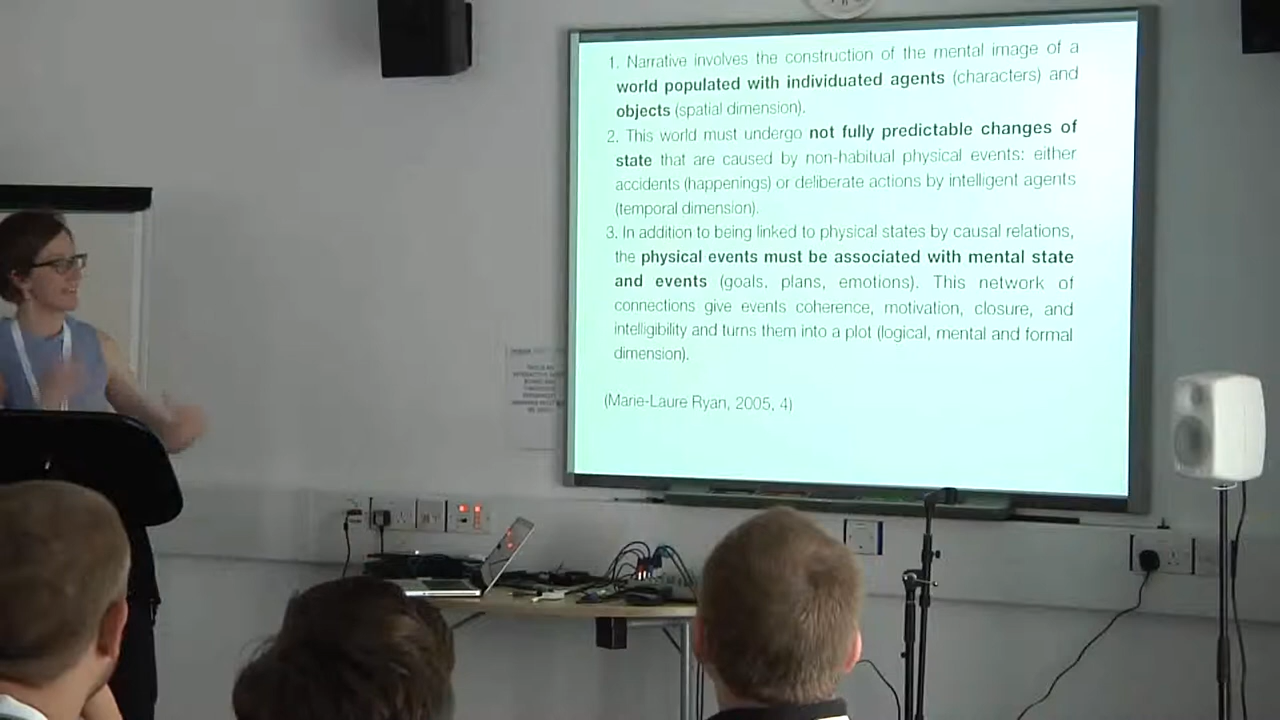 1. Narrative involves the construction of the mental image of a
world populated with individuated agents (characters) and
objects (spatial dimension).
2. This world must undergo not fully predictable changes of
state that are caused by non-habitual physical events: either
accidents (happenings) or deliberate actions by intelligent agents
(temporal dimension).
3. In addition to being linked to physical states by causal relations,
the physical events must be associated with mental state
and events (goals, plans, emotions). This network of
connections give events coherence, motivation, closure, and
intelligibility and turns them into a plot (logical, mental and formal
dimension).
(Marie-Laure Ryan, 2005, 4)